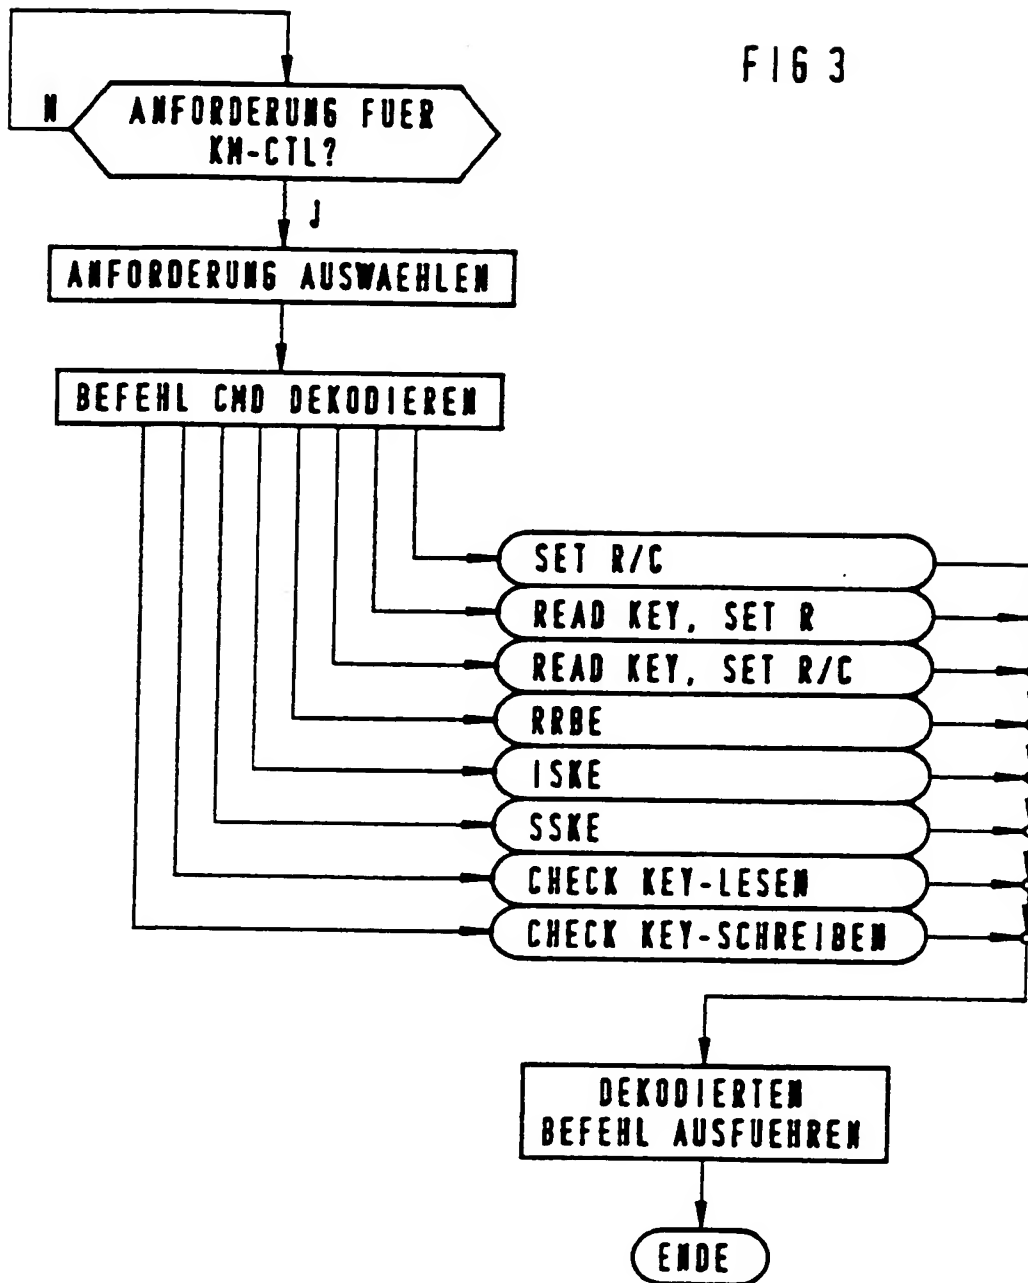 FIG 3
N
ANFORDERUNG FUER
KM-CTL?
J
ANFORDERUNG AUSWAEHLEN
BEFEHL CMD DEKODIEREN
SET R/C
READ KEY, SET R
READ KEY, SET R/C
RRBE
ISKE
SSKE
CHECK KEY-LESEN
CHECK KEY-SCHREIBEN
DEKODIERTEN
BEFEHL AUSFUEHREN
ENDE